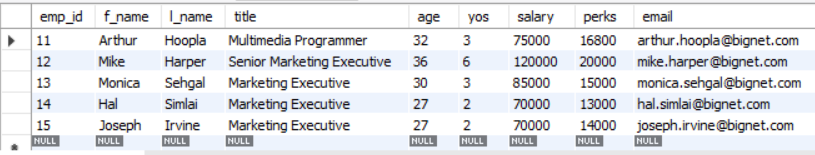 emp_id f_name l_name title age yos salary perks email
11 Arthur Hoopla Multimedia Programmer 32 3 75000 16800 arthur.hoopla@bignet.com
12 Mike Harper Senior Marketing Executive 36 6 120000 20000 mike.harper@bignet.com
13 Monica Sehgal Marketing Executive 30 3 85000 15000 monica.sehgal@bignet.com
14 Hal Simlai Marketing Executive 27 2 70000 13000 hal.simlai@bignet.com
15 Joseph Irvine Marketing Executive 27 2 70000 14000 joseph.irvine@bignet.com
NULL NULL NULL NULL NULL NULL NULL NULL NULL